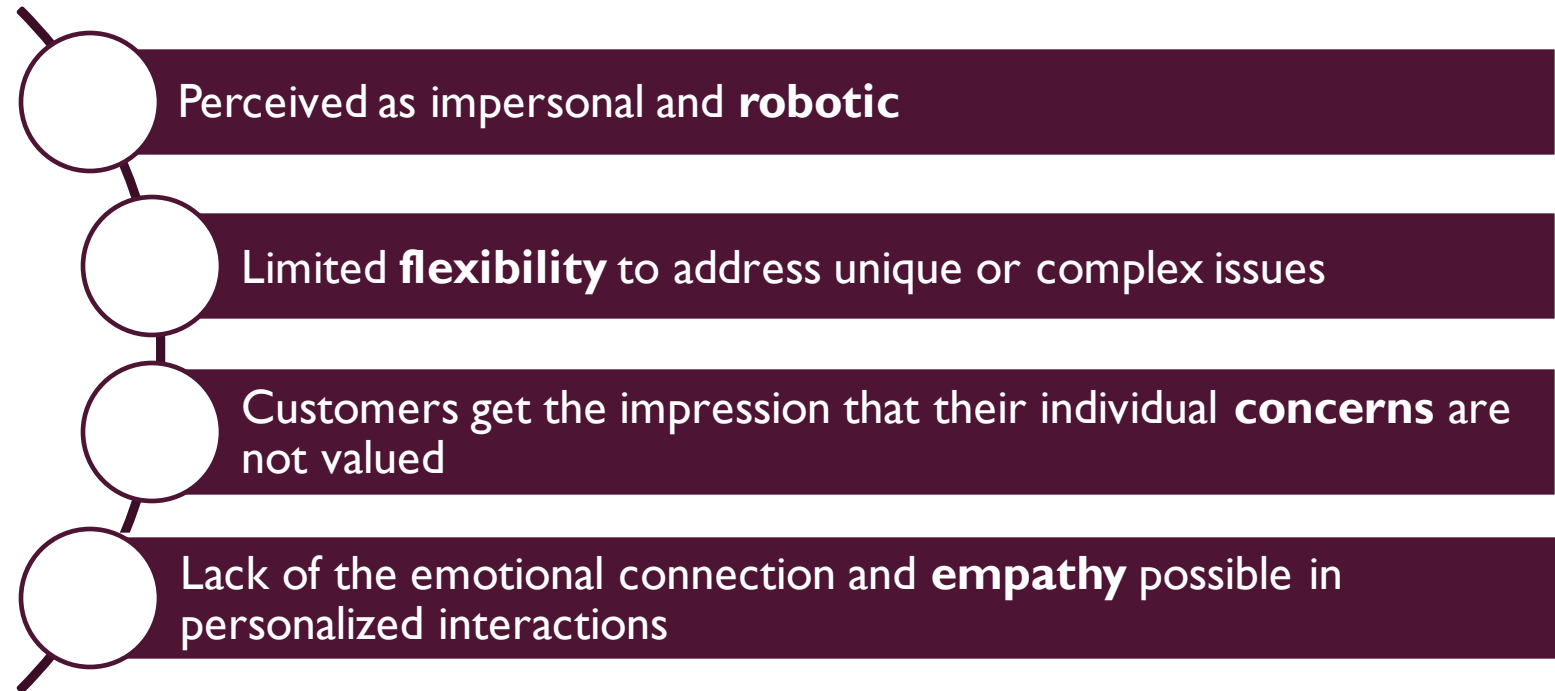 Perceived as impersonal and robotic
Limited flexibility to address unique or complex issues
Customers get the impression that their individual concerns are
not valued
Lack of the emotional connection and empathy possible in
personalized interactions